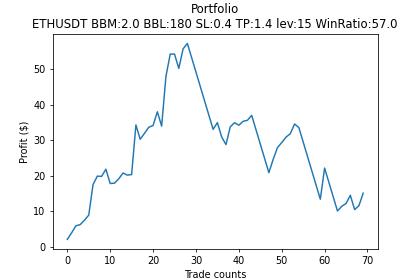 Portfolio
ETHUSDT BBM:2.0 BBL:180 SL:0.4 TP:1.4 lev:15 WinRatio:57.0
50
40
30
20
10
0
Profit ($)
0 10 20 30 40 50 60 70
Trade counts